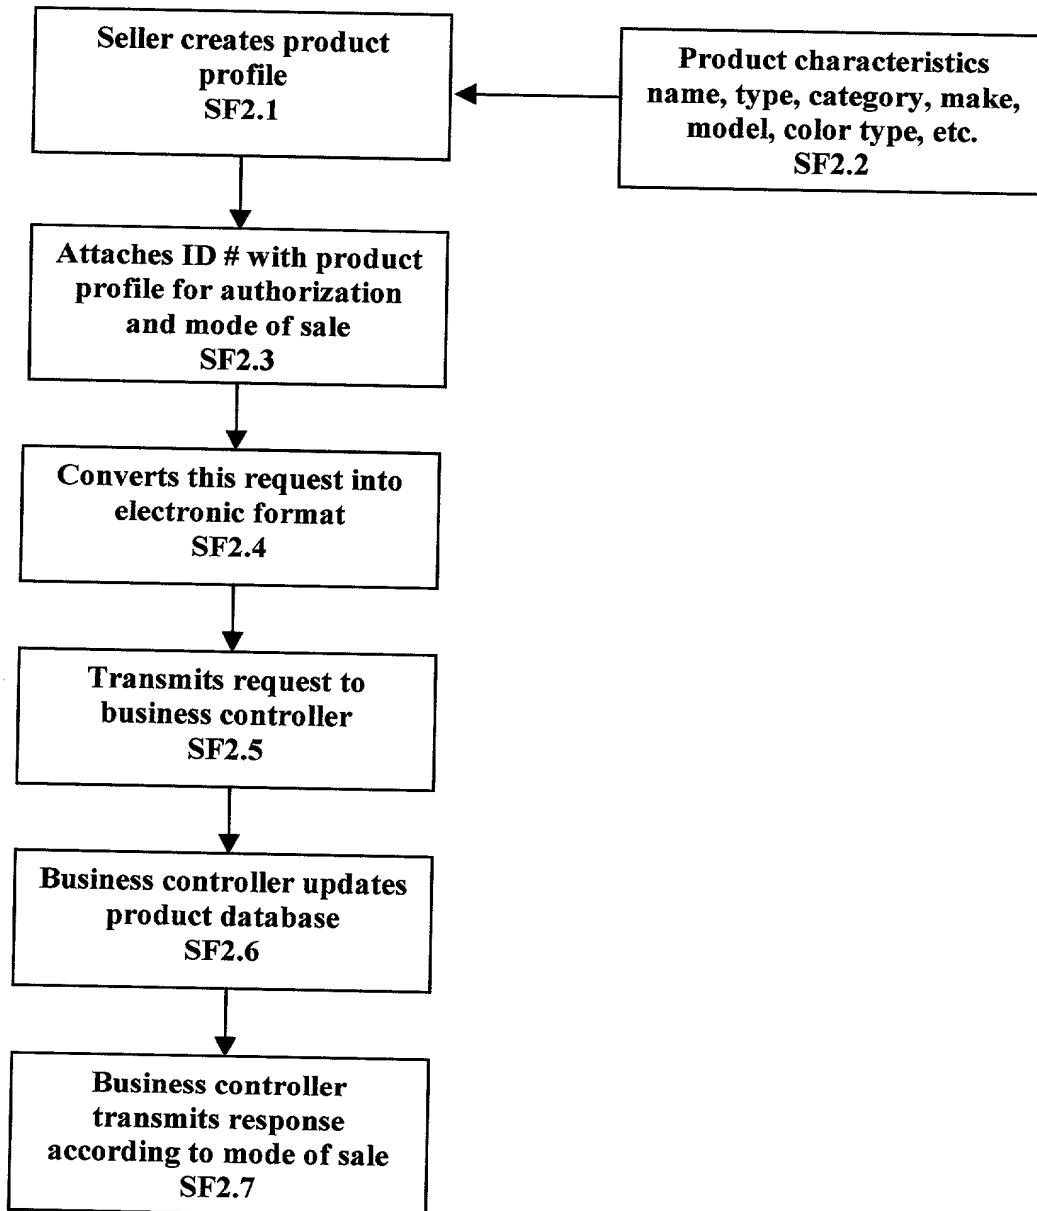 Seller creates product
profile
SF2.1
Product characteristics
name, type, category, make,
model, color type, etc.
SF2.2
Attaches ID # with product
profile for authorization
and mode of sale
SF2.3
Converts this request into
electronic format
SF2.4
Transmits request to
business controller
SF2.5
Business controller updates
product database
SF2.6
Business controller
transmits response
according to mode of sale
SF2.7